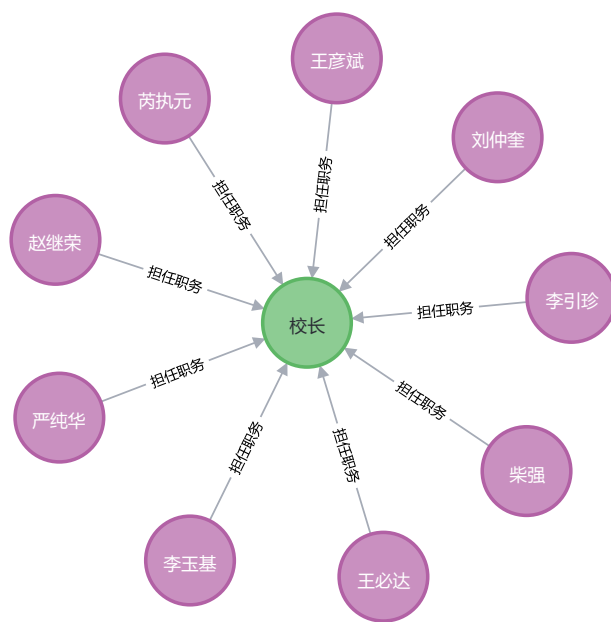 王彦斌
芮执元
刘仲奎
担任职务
担任职务
担任职务
赵继荣
担任职务
李引珍
担任职务
校长
担任职务
担任职务
严纯华
担任职务
担任职务
柴强
李玉基
王必达